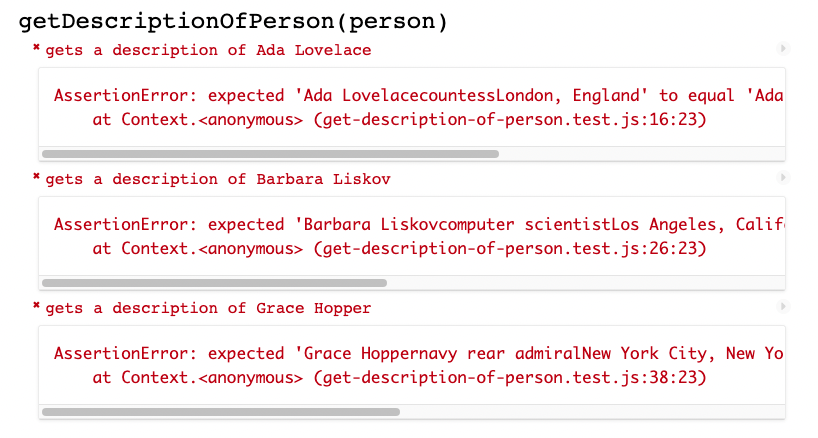 getDescriptionOfPerson(person)
✖ gets a description of Ada Lovelace
AssertionError: expected 'Ada LovelacecountessLondon, England' to equal 'Ada
at Context.<anonymous> (get-description-of-person.test.js:16:23)
✖ gets a description of Barbara Liskov
AssertionError: expected 'Barbara Liskovcomputer scientistLos Angeles, Calif
at Context.<anonymous> (get-description-of-person.test.js:26:23)
✖ gets a description of Grace Hopper
AssertionError: expected 'Grace Hoppernavy rear admiralNew York City, New Yo
at Context.<anonymous> (get-description-of-person.test.js:38:23)